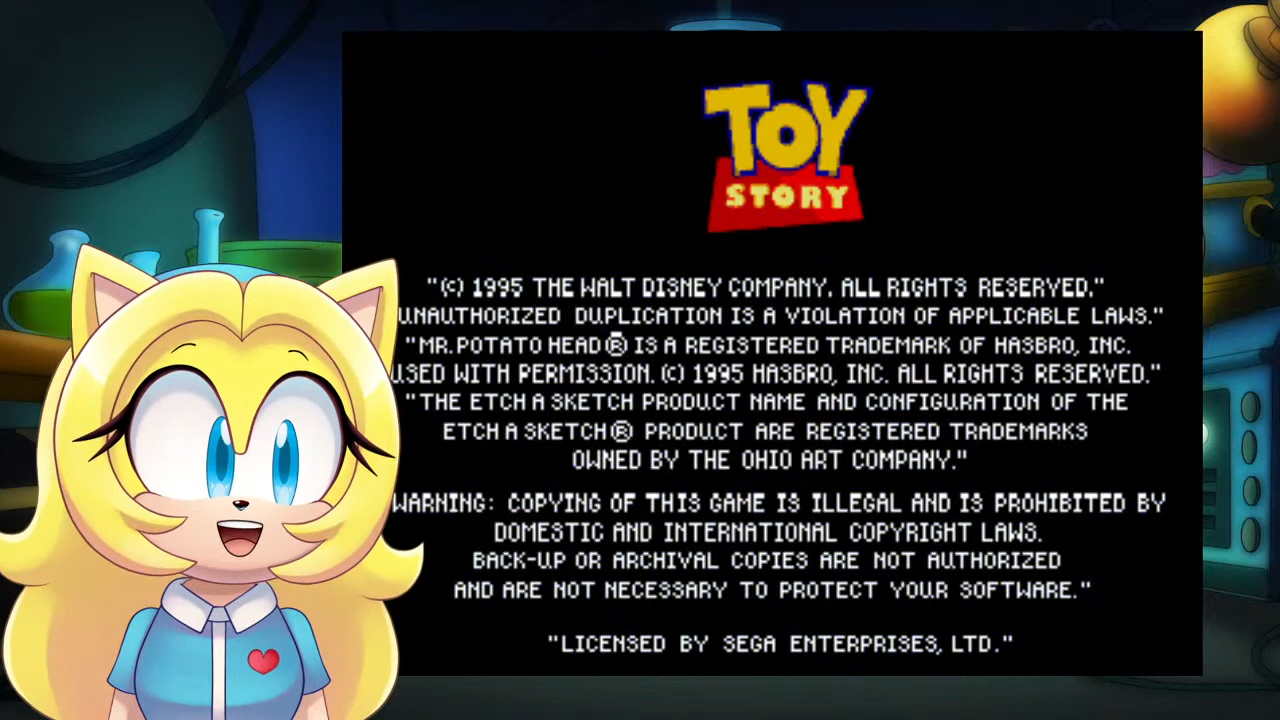 TOY
STORY
"(C) 1995 THE WALT DISNEY COMPANY. ALL RIGHTS RESERVED."
UNAUTHORIZED DUPLICATION IS A VIOLATION OF APPLICABLE LAWS."
"MR. POTATO HEAD® IS A REGISTERED TRADEMARK OF HASBRO, INC.
USED WITH PERMISSION. (C) 1995 HASBRO, INC. ALL RIGHTS RESERVED."
"THE ETCH A SKETCH PRODUCT NAME AND CONFIGURATION OF THE
ETCH A SKETCH® PRODUCT ARE REGISTERED TRADEMARKS
OWNED BY THE OHIO ART COMPANY."
WARNING: COPYING OF THIS GAME IS ILLEGAL AND IS PROHIBITED BY
DOMESTIC AND INTERNATIONAL COPYRIGHT LAWS.
BACK-UP OR ARCHIVAL COPIES ARE NOT AUTHORIZED
AND ARE NOT NECESSARY TO PROTECT YOUR SOFTWARE."
"LICENSED BY SEGA ENTERPRISES, LTD."